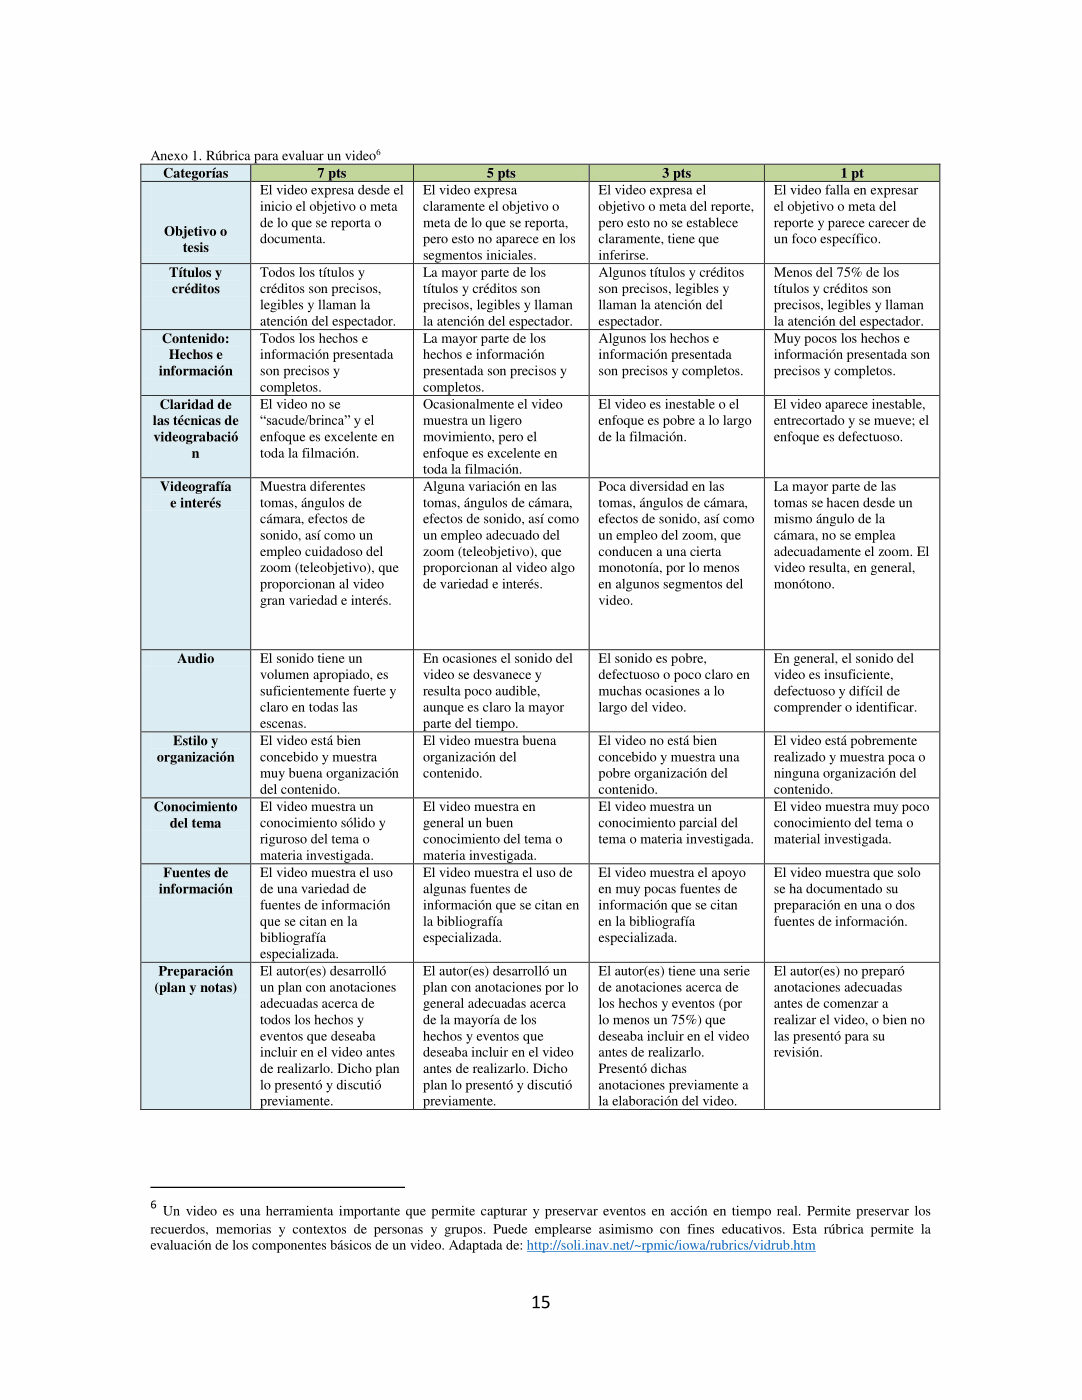 Anexo 1. Rúbrica para evaluar un video6
Categorías
7 pts
5 pts
3 pts
1 pt
Objetivo o
tesis
El video expresa desde el
inicio el objetivo o meta
de lo que se reporta o
documenta.
El video expresa
claramente el objetivo o
meta de lo que se reporta,
pero esto no aparece en los
segmentos iniciales.
El video expresa el
objetivo o meta del reporte,
pero esto no se establece
claramente, tiene que
inferirse.
El video falla en expresar
el objetivo o meta del
reporte y parece carecer de
un foco específico.
Títulos y
créditos
Todos los títulos y
créditos son precisos,
legibles y llaman la
atención del espectador.
La mayor parte de los
títulos y créditos son
precisos, legibles y llaman
la atención del espectador.
Algunos títulos y créditos
son precisos, legibles y
llaman la atención del
espectador.
Menos del 75% de los
títulos y créditos son
precisos, legibles y llaman
la atención del espectador.
Contenido:
Hechos e
información
Todos los hechos e
información presentada
son precisos y
completos.
La mayor parte de los
hechos e información
presentada son precisos y
completos.
Algunos los hechos e
información presentada
son precisos y completos.
Muy pocos los hechos e
información presentada son
precisos y completos.
Claridad de
las técnicas de
videograbació
n
El video no se
“sacude/brinca” y el
enfoque es excelente en
toda la filmación.
Ocasionalmente el video
muestra un ligero
movimiento, pero el
enfoque es excelente en
toda la filmación.
El video es inestable o el
enfoque es pobre a lo largo
de la filmación.
El video aparece inestable,
entrecortado y se mueve; el
enfoque es defectuoso.
Videografía
e interés
Muestra diferentes
tomas, ángulos de
cámara, efectos de
sonido, así como un
empleo cuidadoso del
zoom (teleobjetivo), que
proporcionan al video
gran variedad e interés.
Alguna variación en las
tomas, ángulos de cámara,
efectos de sonido, así como
un empleo adecuado del
zoom (teleobjetivo), que
proporcionan al video algo
de variedad e interés.
Poca diversidad en las
tomas, ángulos de cámara,
efectos de sonido, así como
un empleo del zoom, que
conducen a una cierta
monotonía, por lo menos
en algunos segmentos del
video.
La mayor parte de las
tomas se hacen desde un
mismo ángulo de la
cámara, no se emplea
adecuadamente el zoom. El
video resulta, en general,
monótono.
Audio
El sonido tiene un
volumen apropiado, es
suficientemente fuerte y
claro en todas las
escenas.
En ocasiones el sonido del
video se desvanece y
resulta poco audible,
aunque es claro la mayor
parte del tiempo.
El sonido es pobre,
defectuoso o poco claro en
muchas ocasiones a lo
largo del video.
En general, el sonido del
video es insuficiente,
defectuoso y difícil de
comprender o identificar.
Estilo y
organización
El video está bien
concebido y muestra
muy buena organización
del contenido.
El video muestra buena
organización del
contenido.
El video no está bien
concebido y muestra una
pobre organización del
contenido.
El video está pobremente
realizado y muestra poca o
ninguna organización del
contenido.
Conocimiento
del tema
El video muestra un
conocimiento sólido y
riguroso del tema o
materia investigada.
El video muestra en
general un buen
conocimiento del tema o
materia investigada.
El video muestra un
conocimiento parcial del
tema o materia investigada.
El video muestra muy poco
conocimiento del tema o
material investigada.
Fuentes de
información
El video muestra el uso
de una variedad de
fuentes de información
que se citan en la
bibliografía
especializada.
El video muestra el uso de
algunas fuentes de
información que se citan en
la bibliografía
especializada.
El video muestra el apoyo
en muy pocas fuentes de
información que se citan
en la bibliografía
especializada.
El video muestra que solo
se ha documentado su
preparación en una o dos
fuentes de información.
Preparación
(plan y notas)
El autor(es) desarrolló
un plan con anotaciones
adecuadas acerca de
todos los hechos y
eventos que deseaba
incluir en el video antes
de realizarlo. Dicho plan
lo presentó y discutió
previamente.
El autor(es) desarrolló un
plan con anotaciones por lo
general adecuadas acerca
de la mayoría de los
hechos y eventos que
deseaba incluir en el video
antes de realizarlo. Dicho
plan lo presentó y discutió
previamente.
El autor(es) tiene una serie
de anotaciones acerca de
los hechos y eventos (por
lo menos un 75%) que
deseaba incluir en el video
antes de realizarlo.
Presentó dichas
anotaciones previamente a
la elaboración del video.
El autor(es) no preparó
anotaciones adecuadas
antes de comenzar a
realizar el video, o bien no
las presentó para su
revisión.
6 Un video es una herramienta importante que permite capturar y preservar eventos en acción en tiempo real. Permite preservar los
recuerdos, memorias y contextos de personas y grupos. Puede emplearse asimismo con fines educativos. Esta rúbrica permite la
evaluación de los componentes básicos de un video. Adaptada de: http://soli.inav.net/~rpmic/iowa/rubrics/vidrub.htm
15